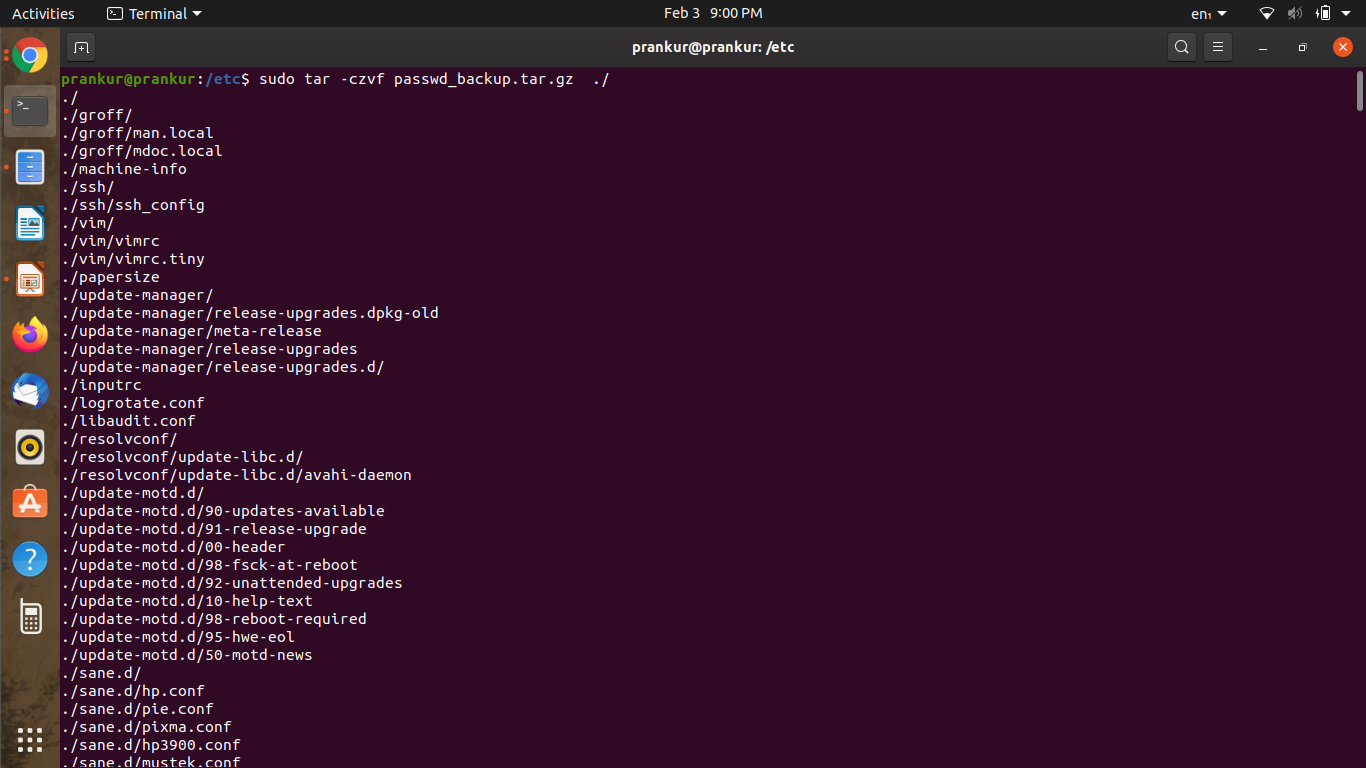 Activities
Terminal
Feb 3 9:00 PM
en₁
prankur@prankur: /etc
prankur@prankur:/etc$ sudo tar -czvf passwd_backup.tar.gz  ./
./
./groff/
./groff/man.local
./groff/mdoc.local
./machine-info
./ssh/
./ssh/ssh_config
./vim/
./vim/vimrc
./vim/vimrc.tiny
./papersize
./update-manager/
./update-manager/release-upgrades.dpkg-old
./update-manager/meta-release
./update-manager/release-upgrades
./update-manager/release-upgrades.d/
./inputrc
./logrotate.conf
./libaudit.conf
./resolvconf/
./resolvconf/update-libc.d/
./resolvconf/update-libc.d/avahi-daemon
./update-motd.d/
./update-motd.d/90-updates-available
./update-motd.d/91-release-upgrade
./update-motd.d/00-header
./update-motd.d/98-fsck-at-reboot
./update-motd.d/92-unattended-upgrades
./update-motd.d/10-help-text
./update-motd.d/98-reboot-required
./update-motd.d/95-hwe-eol
./update-motd.d/50-motd-news
./sane.d/
./sane.d/hp.conf
./sane.d/pie.conf
./sane.d/pixma.conf
./sane.d/hp3900.conf
./sane.d/mustek.conf